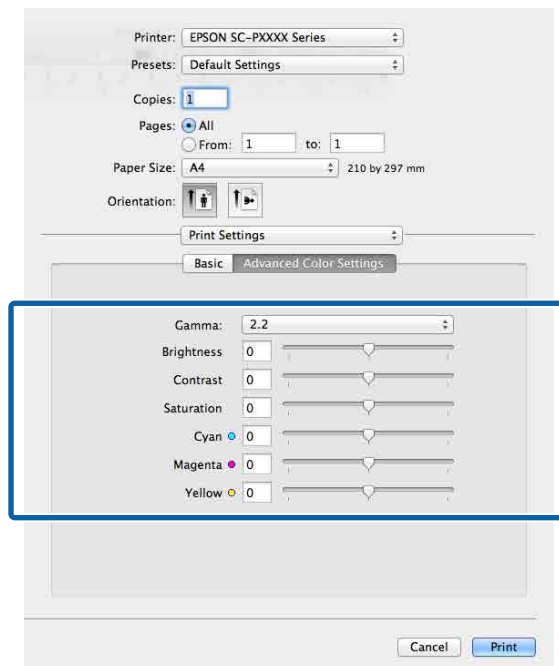 Printer: EPSON SC-PXXXX Series
Presets: Default Settings
Copies: 1
Pages: All
From: 1 to: 1
Paper Size: A4 210 by 297 mm
Orientation:
Print Settings
Basic Advanced Color Settings
Gamma: 2.2
Brightness 0
Contrast 0
Saturation 0
Cyan 0
Magenta 0
Yellow 0
Cancel Print